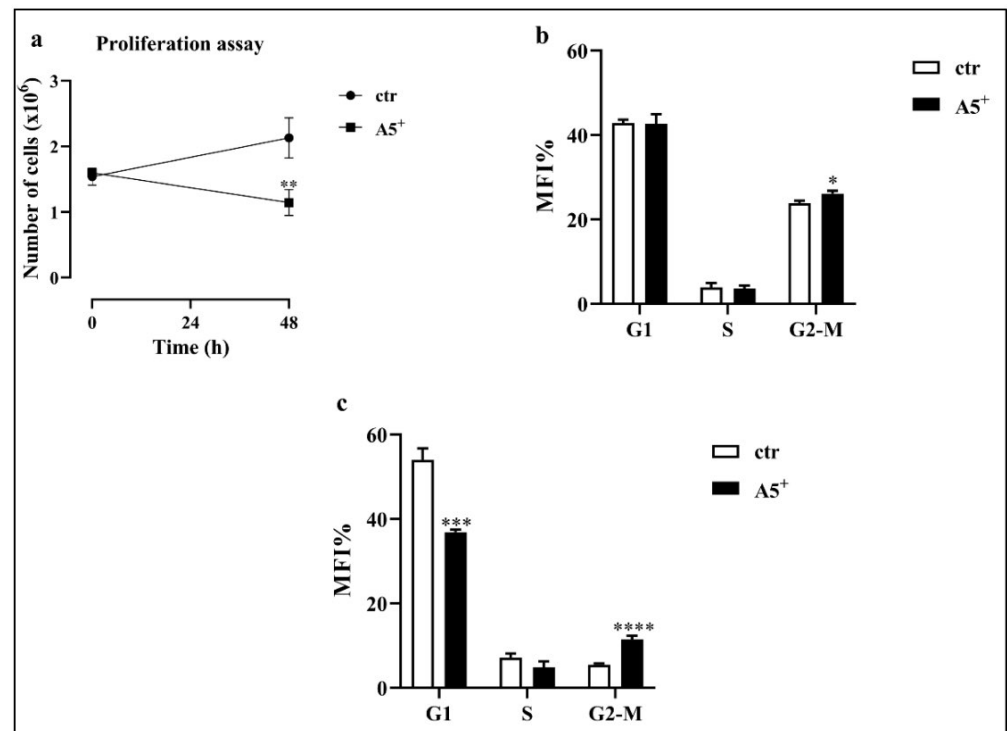 a
Proliferation assay
Number of cells (x10⁶)
3
2
1
0
**
0 24 48
Time (h)
ctr
A5⁺
b
MFI%
60
40
20
0
*
G1 S G2-M
ctr
A5⁺
c
MFI%
60
40
20
0
***
****
G1 S G2-M
ctr
A5⁺